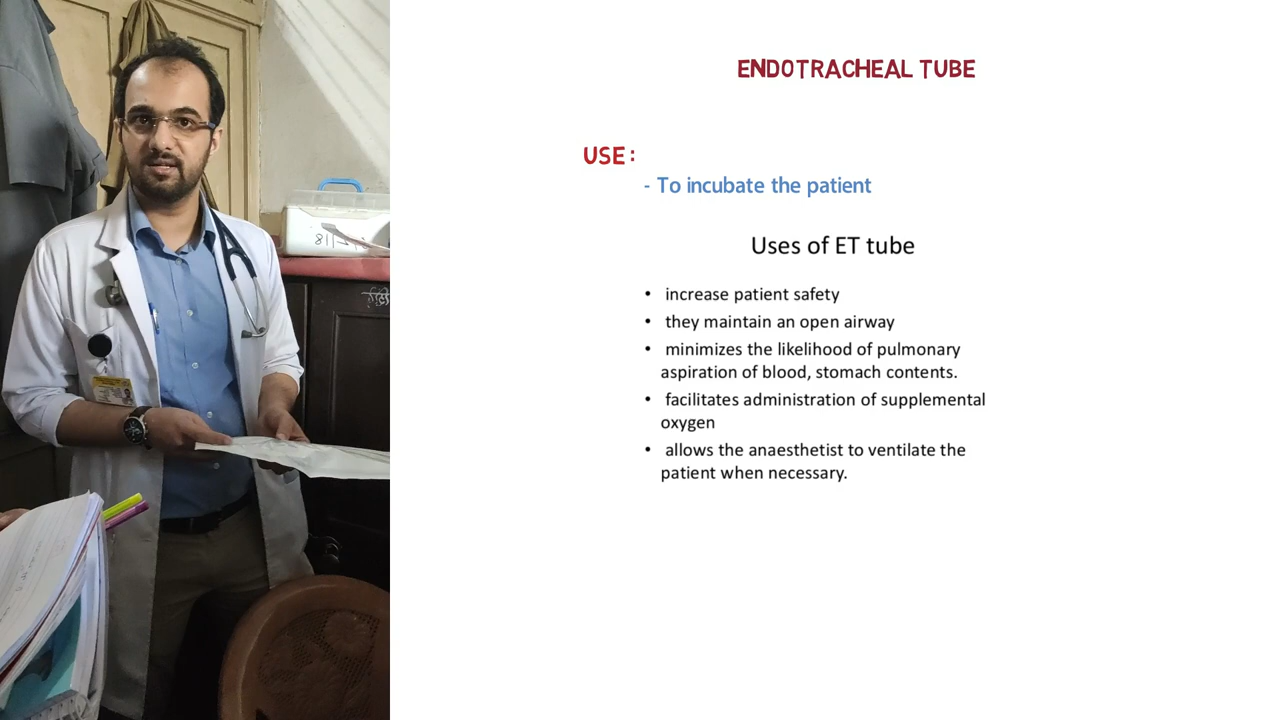 ENDOTRACHEAL TUBE
USE:
- To incubate the patient
Uses of ET tube
• increase patient safety
• they maintain an open airway
• minimizes the likelihood of pulmonary
aspiration of blood, stomach contents.
• facilitates administration of supplemental
oxygen
• allows the anaesthetist to ventilate the
patient when necessary.